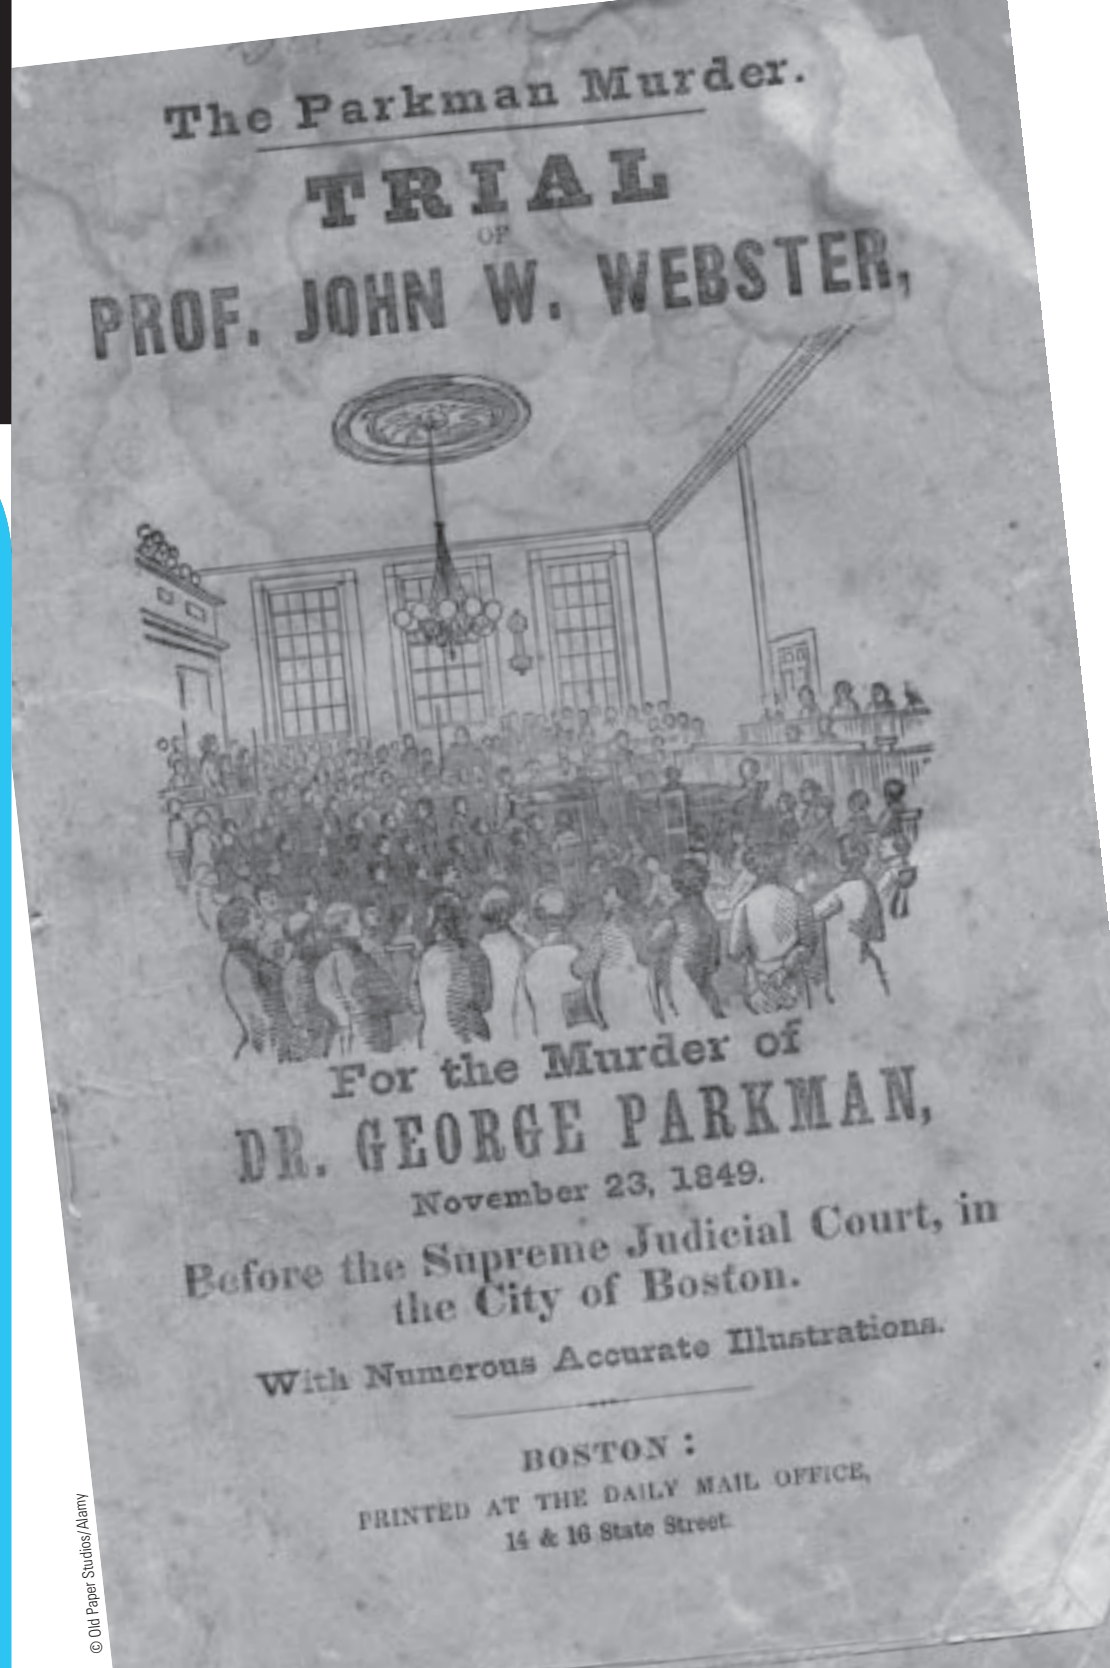 The Parkman Murder.
TRIAL
OF
PROF. JOHN W. WEBSTER,
For the Murder of
DR. GEORGE PARKMAN,
November 23, 1849.
Before the Supreme Judicial Court, in
the City of Boston.
With Numerous Accurate Illustrations.
BOSTON:
PRINTED AT THE DAILY MAIL OFFICE,
14 & 16 State Street.
© Old Paper Studios/Alamy